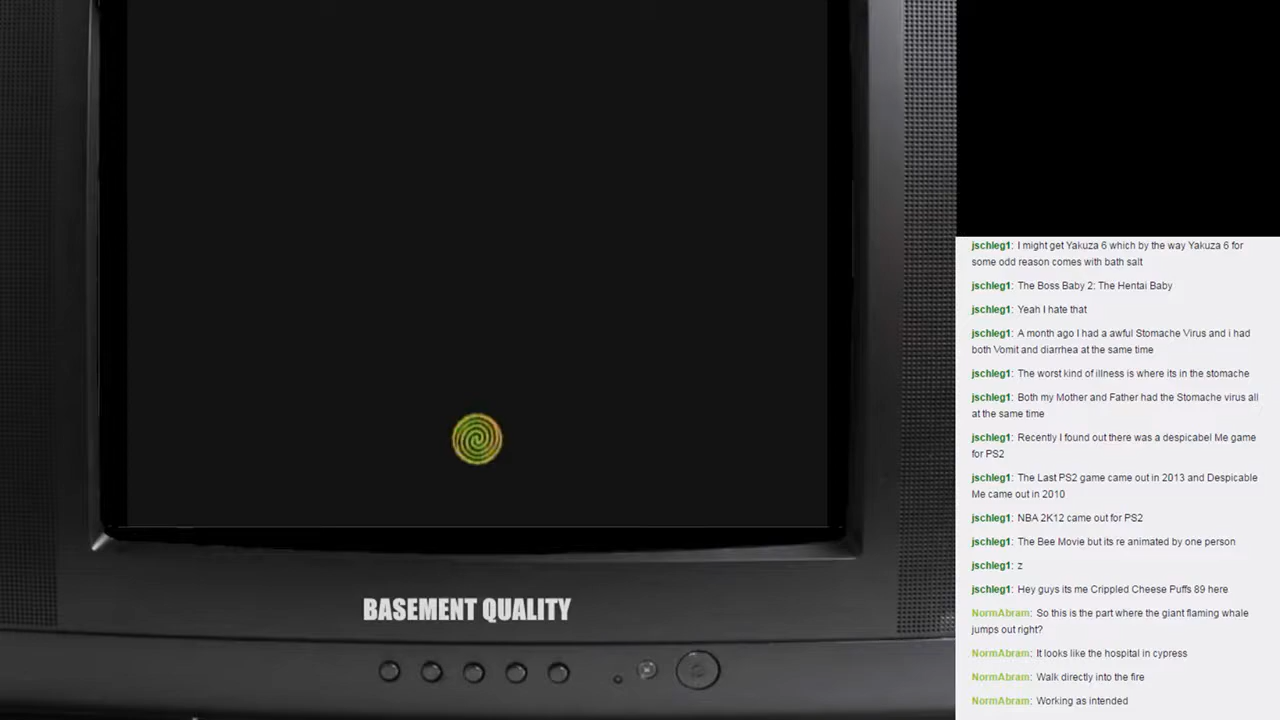 BASEMENT QUALITY
jschleg1: I might get Yakuza 6 which by the way Yakuza 6 for
some odd reason comes with bath salt
jschleg1: The Boss Baby 2: The Hentai Baby
jschleg1: Yeah I hate that
jschleg1: A month ago I had a awful Stomache Virus and i had
both Vomit and diarrhea at the same time
jschleg1: The worst kind of illness is where its in the stomache
jschleg1: Both my Mother and Father had the Stomache virus all
at the same time
jschleg1: Recently I found out there was a despicabel Me game
for PS2
jschleg1: The Last PS2 game came out in 2013 and Despicable
Me came out in 2010
jschleg1: NBA 2K12 came out for PS2
jschleg1: The Bee Movie but its re animated by one person
jschleg1: z
jschleg1: Hey guys its me Crippled Cheese Puffs 89 here
NormAbram: So this is the part where the giant flaming whale
jumps out right?
NormAbram: It looks like the hospital in cypress
NormAbram: Walk directly into the fire
NormAbram: Working as intended